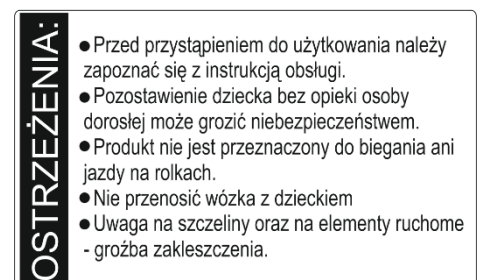 OSTRZEŻENIA:
● Przed przystąpieniem do użytkowania należy
zapoznać się z instrukcją obsługi.
● Pozostawienie dziecka bez opieki osoby
dorosłej może grozić niebezpieczeństwem.
● Produkt nie jest przeznaczony do biegania ani
jazdy na rolkach.
● Nie przenosić wózka z dzieckiem
● Uwaga na szczeliny oraz na elementy ruchome
- groźba zakleszczenia.